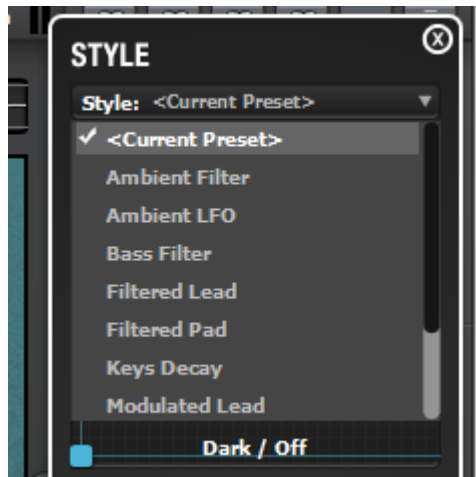 STYLE
Style: <Current Preset>
<Current Preset>
Ambient Filter
Ambient LFO
Bass Filter
Filtered Lead
Filtered Pad
Keys Decay
Modulated Lead
Dark / Off